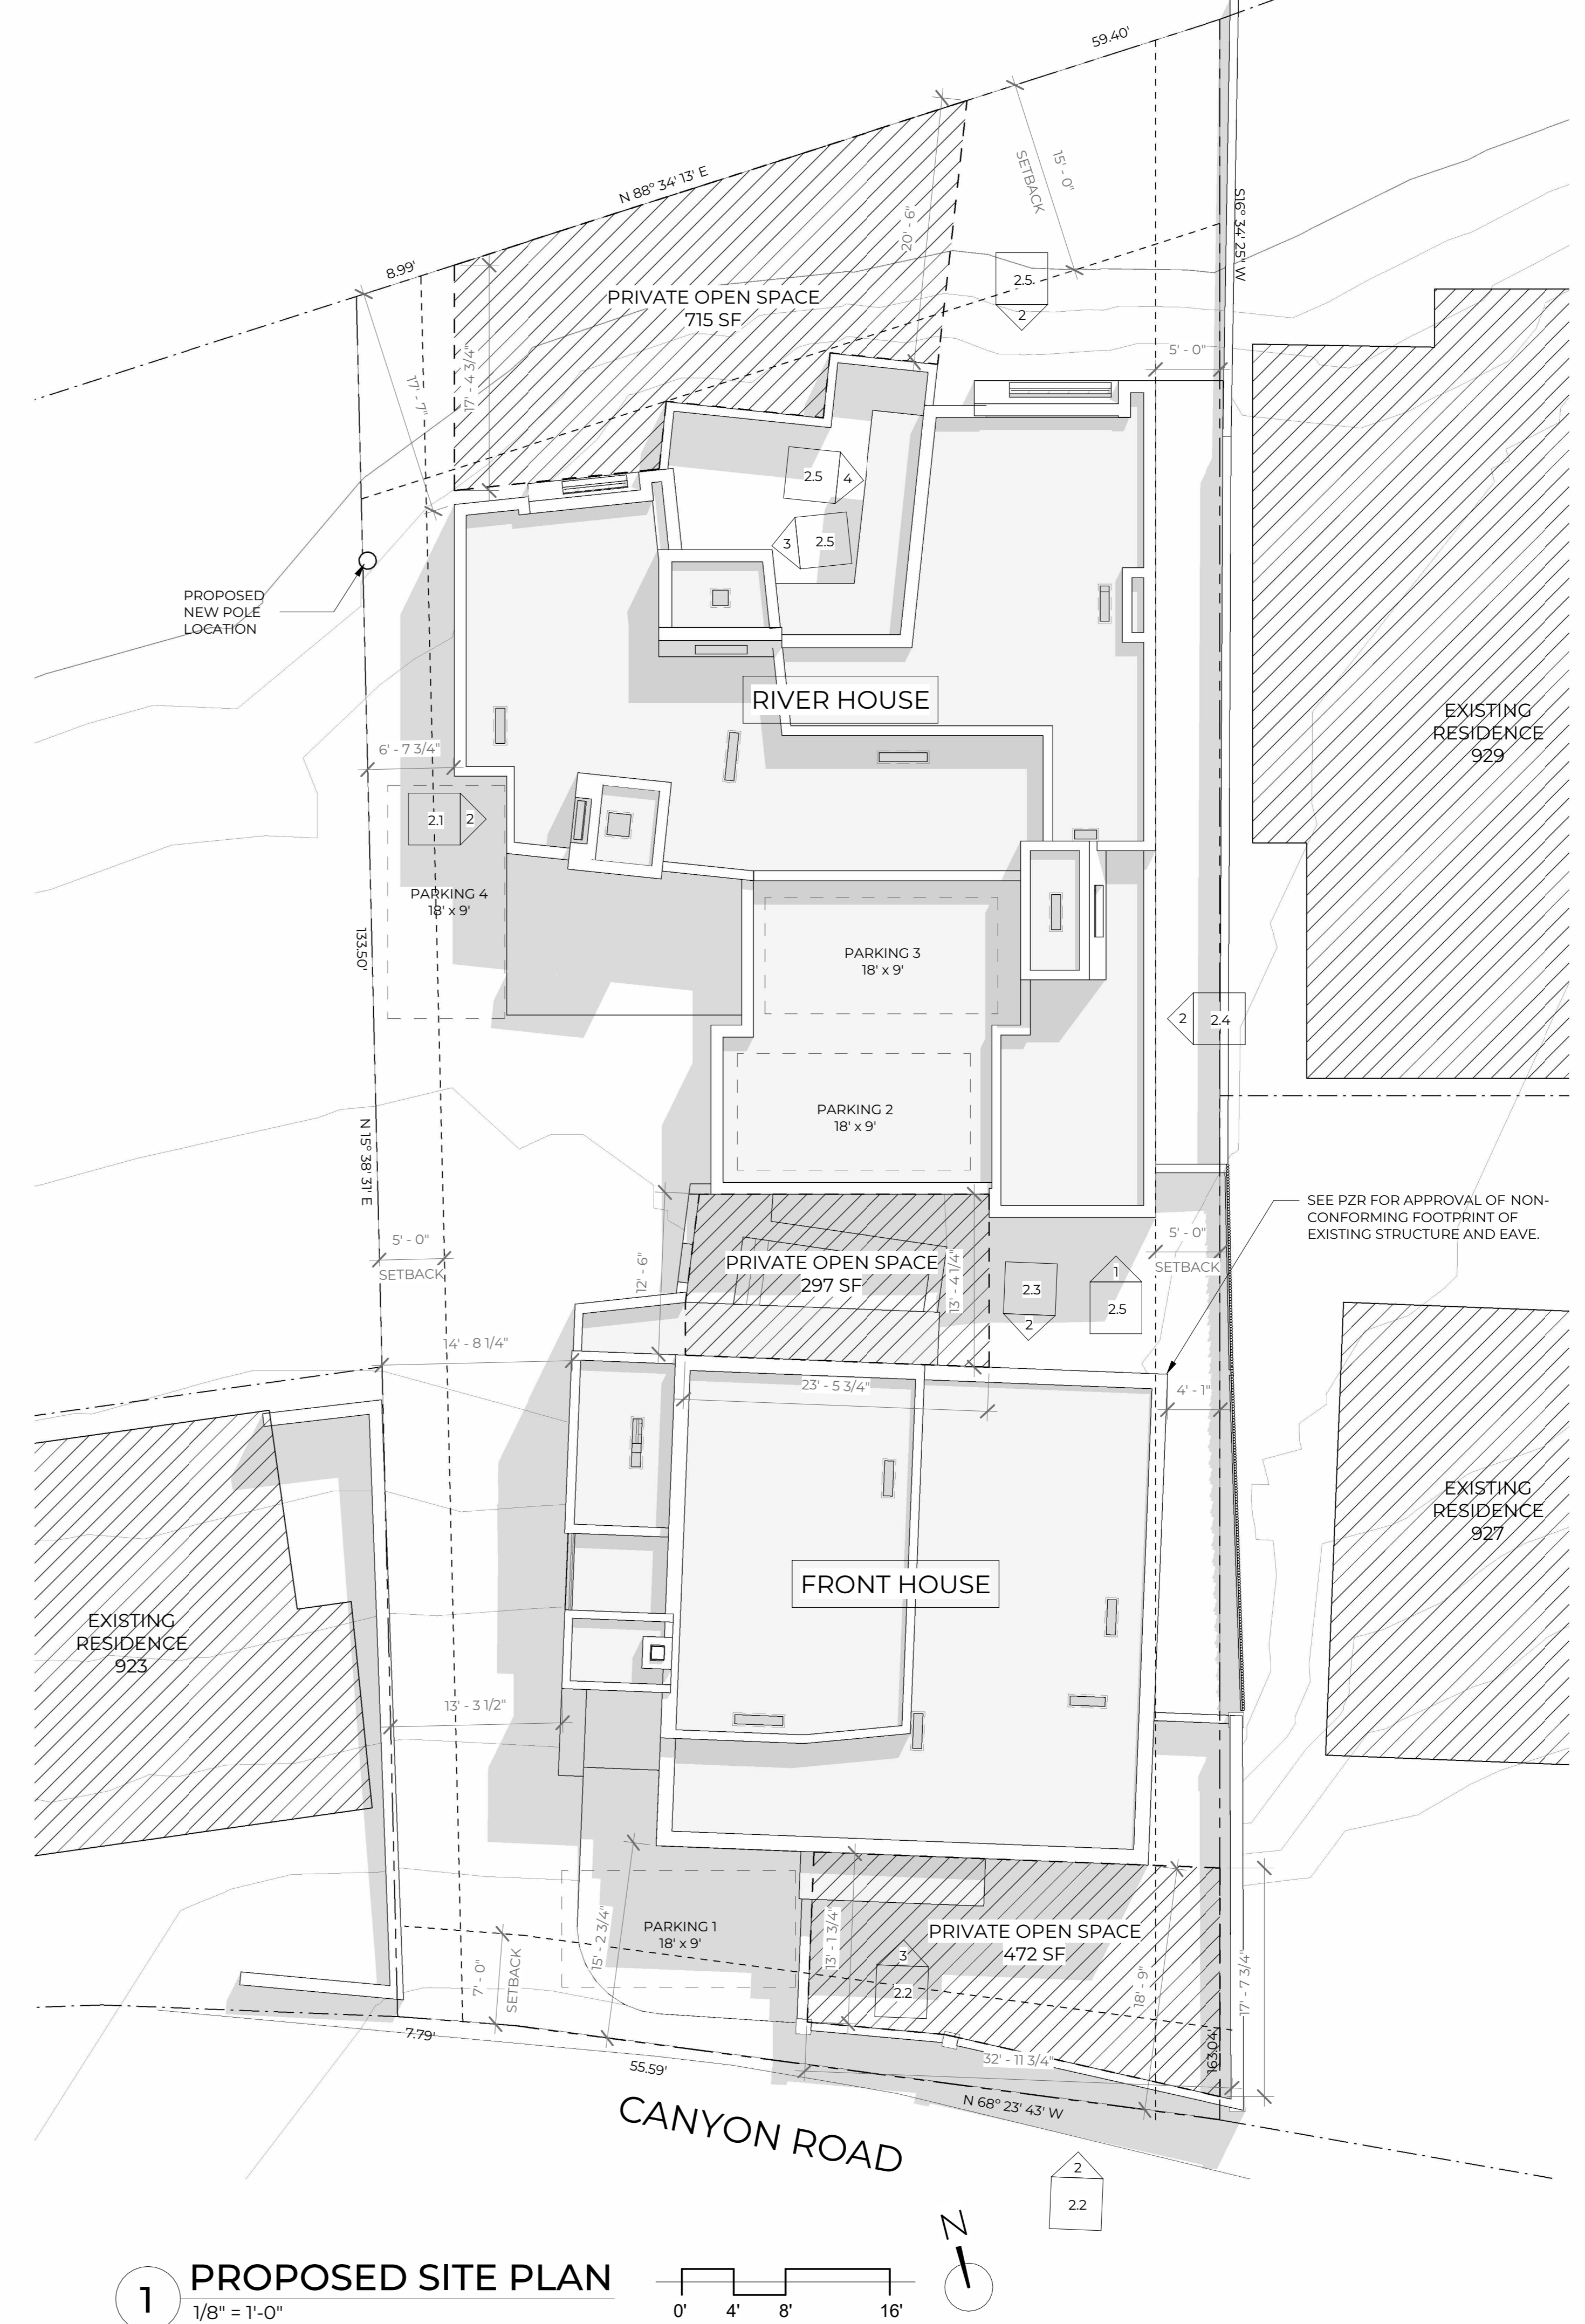 59.40'
N 88° 34' 13" E
15' - 0"
SETBACK
S16° 34' 25" W
20' - 6"
8.99'
2.5
2
PRIVATE OPEN SPACE
715 SF
5' - 0"
17' - 4 3/4"
17' - 7"
2.5
4
3
2.5
PROPOSED
NEW POLE
LOCATION
RIVER HOUSE
EXISTING
RESIDENCE
929
6' - 7 3/4"
2.1
2
PARKING 4
18' x 9'
133.50'
PARKING 3
18' x 9'
2
2.4
PARKING 2
18' x 9'
N 15° 38' 31" E
SEE PZR FOR APPROVAL OF NON-
CONFORMING FOOTPRINT OF
EXISTING STRUCTURE AND EAVE.
5' - 0"
SETBACK
5' - 0"
SETBACK
12' - 6"
PRIVATE OPEN SPACE
297 SF
13' - 4 1/4"
2.3
2
1
2.5
14' - 8 1/4"
23' - 5 3/4"
4' - 1"
EXISTING
RESIDENCE
927
FRONT HOUSE
EXISTING
RESIDENCE
923
13' - 3 1/2"
PARKING 1
18' x 9'
15' - 2 3/4"
13' - 1 3/4"
PRIVATE OPEN SPACE
472 SF
3
2.2
7' - 0"
SETBACK
18' - 9"
17' - 7 3/4"
163.04'
7.79'
55.59'
32' - 11 3/4"
N 68° 23' 43" W
CANYON ROAD
2
2.2
N
1
PROPOSED SITE PLAN
1/8" = 1'-0"
0'
4'
8'
16'